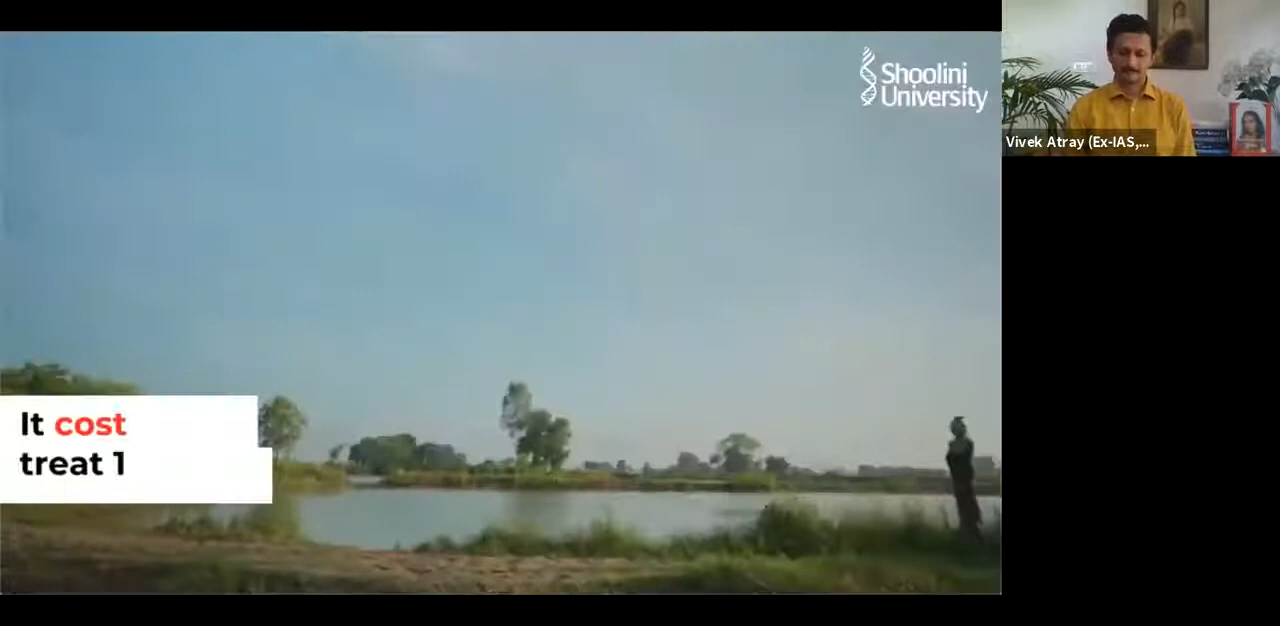 Shoolini
University
Vivek Atray (Ex-IAS,...
It cost
treat 1